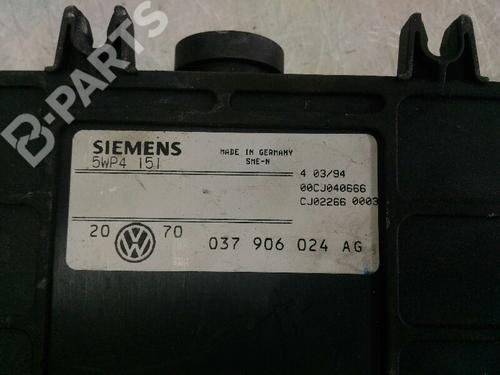 B-PARTS
SIEMENS
5WP4 151
MADE IN GERMANY
SME-N
4 03/94
00CJ040666
CJ02266 0003
20 70
037 906 024 AG